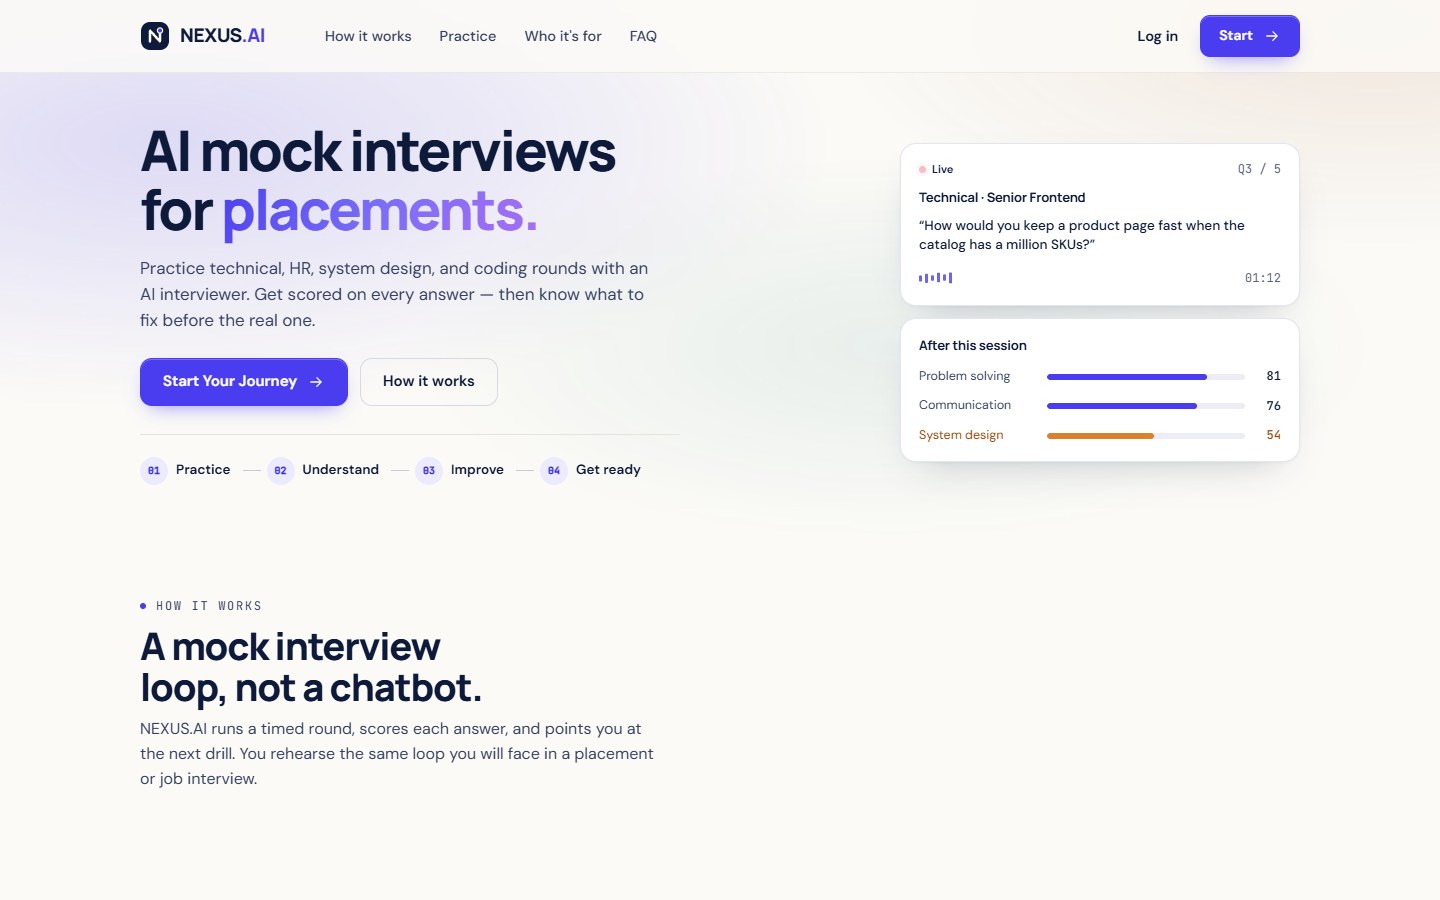 NEXUS.AI
How it works
Practice
Who it's for
FAQ
Log in
Start →
AI mock interviews
for placements.
Practice technical, HR, system design, and coding rounds with an
AI interviewer. Get scored on every answer — then know what to
fix before the real one.
Start Your Journey →
How it works
01 Practice
02 Understand
03 Improve
04 Get ready
Live
Q3 / 5
Technical · Senior Frontend
“How would you keep a product page fast when the
catalog has a million SKUs?”
01:12
After this session
Problem solving 81
Communication 76
System design 54
HOW IT WORKS
A mock interview
loop, not a chatbot.
NEXUS.AI runs a timed round, scores each answer, and points you at
the next drill. You rehearse the same loop you will face in a placement
or job interview.